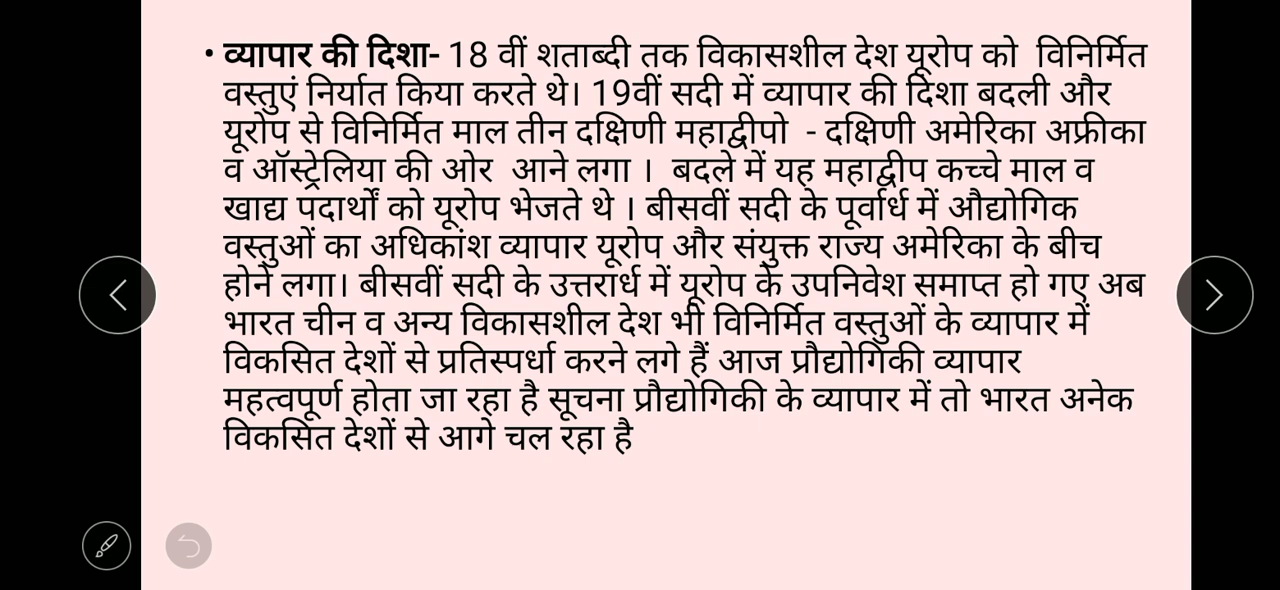 • व्यापार की दिशा- 18 वीं शताब्दी तक विकासशील देश यूरोप को विनिर्मित
वस्तुएं निर्यात किया करते थे। 19वीं सदी में व्यापार की दिशा बदली और
यूरोप से विनिर्मित माल तीन दक्षिणी महाद्वीपो - दक्षिणी अमेरिका अफ्रीका
व ऑस्ट्रेलिया की ओर आने लगा । बदले में यह महाद्वीप कच्चे माल व
खाद्य पदार्थों को यूरोप भेजते थे । बीसवीं सदी के पूर्वार्ध में औद्योगिक
वस्तुओं का अधिकांश व्यापार यूरोप और संयुक्त राज्य अमेरिका के बीच
होने लगा। बीसवीं सदी के उत्तरार्ध में यूरोप के उपनिवेश समाप्त हो गए अब
भारत चीन व अन्य विकासशील देश भी विनिर्मित वस्तुओं के व्यापार में
विकसित देशों से प्रतिस्पर्धा करने लगे हैं आज प्रौद्योगिकी व्यापार
महत्वपूर्ण होता जा रहा है सूचना प्रौद्योगिकी के व्यापार में तो भारत अनेक
विकसित देशों से आगे चल रहा है